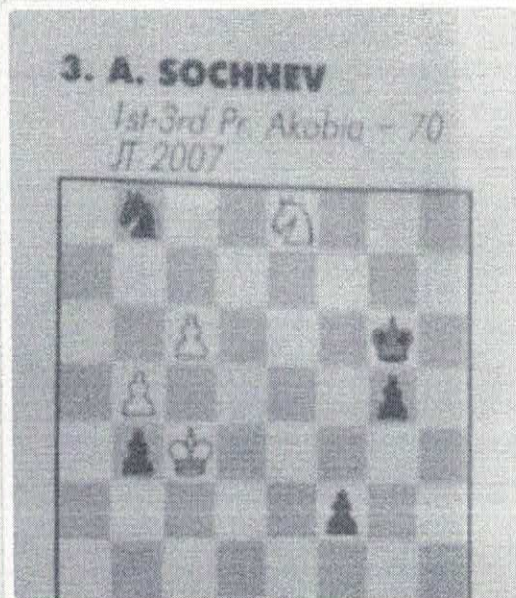 3. A. SOCHNEV
1st-3rd Pr. Akobia – 70
JT 2007